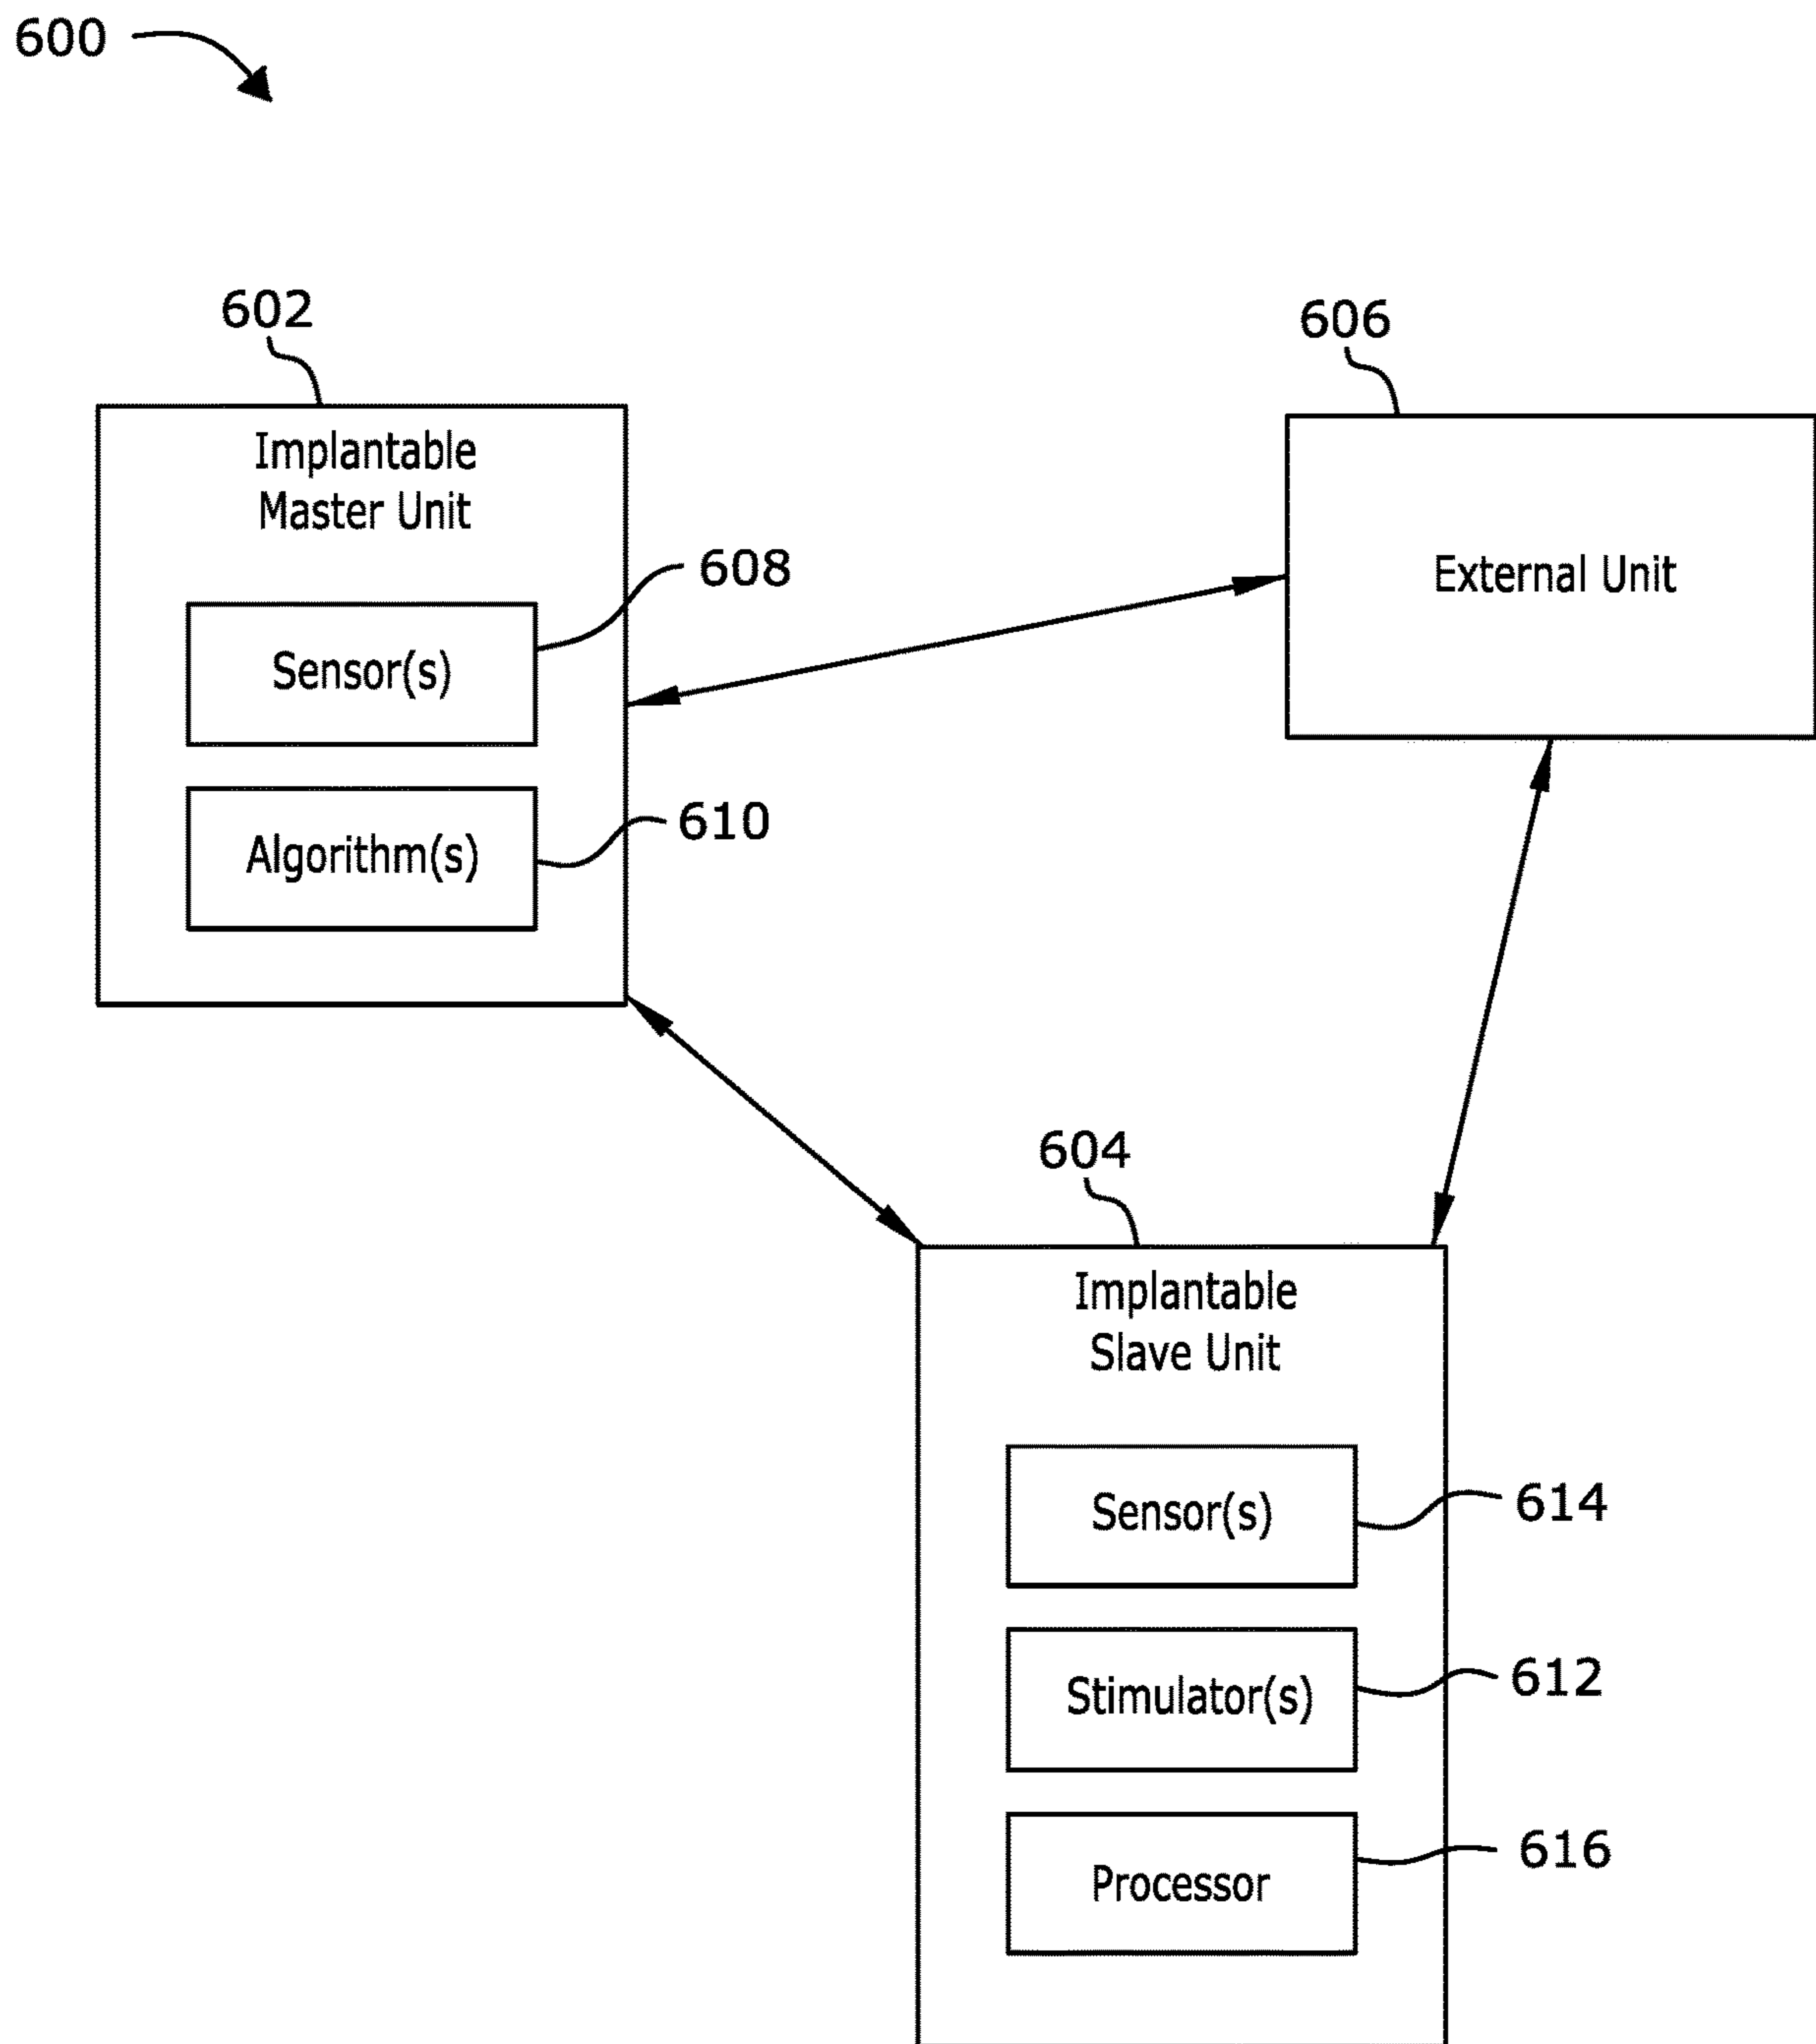 600
602
606
Implantable
Master Unit
608
External Unit
Sensor(s)
610
Algorithm(s)
604
Implantable
Slave Unit
614
Sensor(s)
612
Stimulator(s)
616
Processor